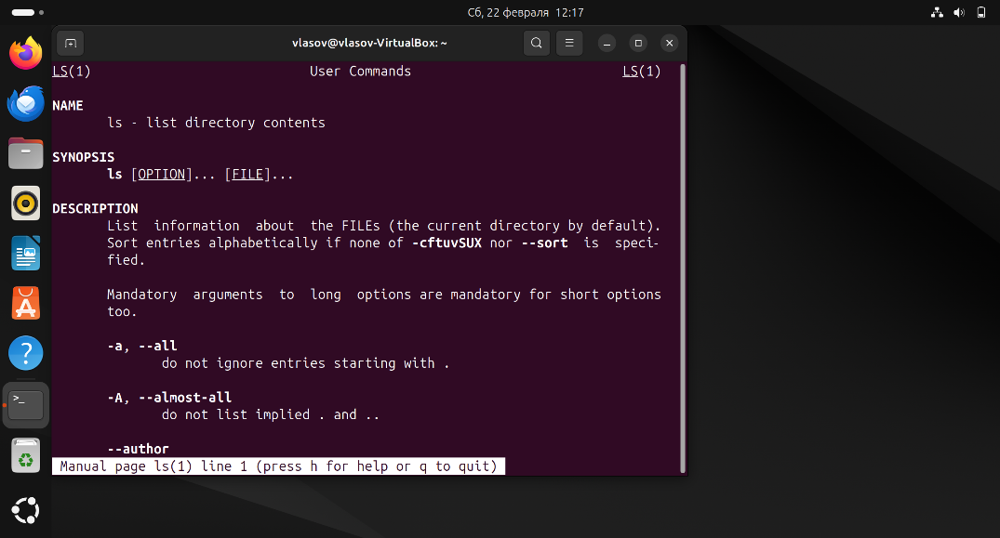 Сб, 22 февраля 12:17
vlasov@vlasov-VirtualBox: ~
LS(1) User Commands LS(1)
NAME
ls - list directory contents
SYNOPSIS
ls [OPTION]... [FILE]...
DESCRIPTION
List information about the FILEs (the current directory by default).
Sort entries alphabetically if none of -cftuvSUX nor --sort is speci-
fied.
Mandatory arguments to long options are mandatory for short options
too.
-a, --all
do not ignore entries starting with .
-A, --almost-all
do not list implied . and ..
--author
Manual page ls(1) line 1 (press h for help or q to quit)